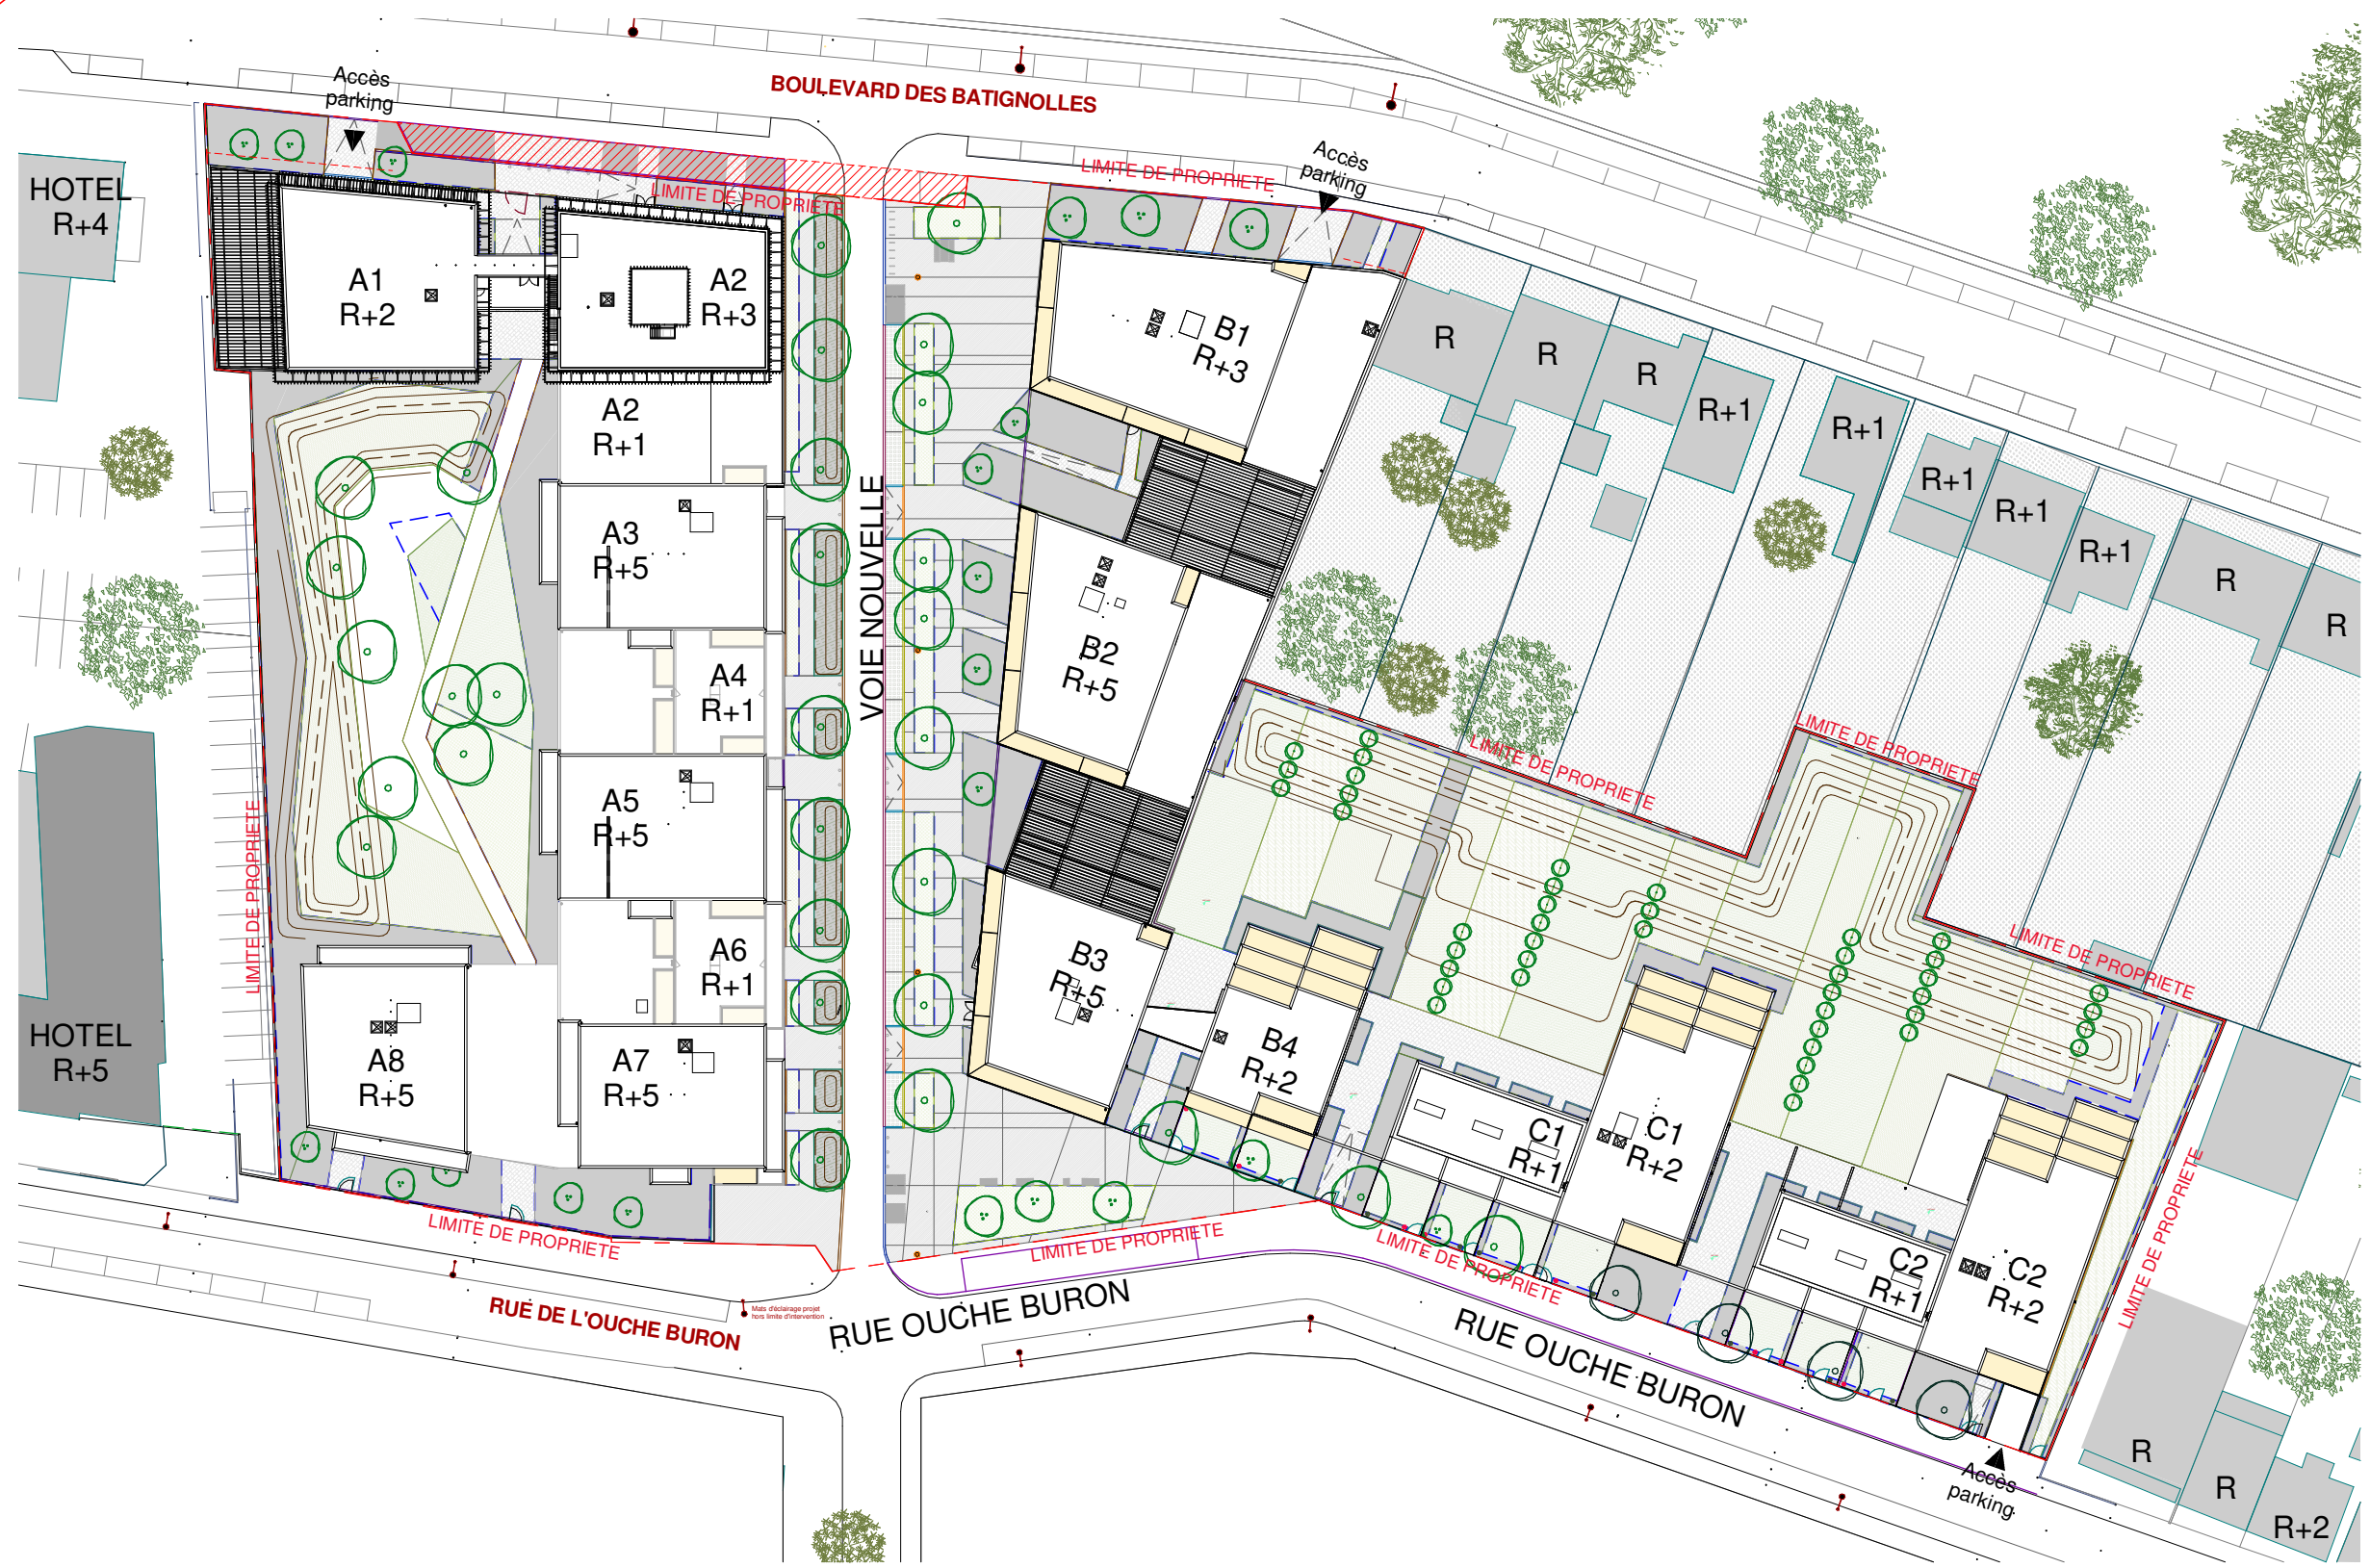 BOULEVARD DES BATIGNOLLES
Accès
parking
Accès
parking
LIMITE DE PROPRIETE
LIMITE DE PROPRIETE
HOTEL
R+4
A1
R+2
A2
R+3
B1
R+3
R
R
R
R+1
R+1
R+1
R+1
R+1
R
R
A2
R+1
A3
R+5
VOIE NOUVELLE
B2
R+5
A4
R+1
LIMITE DE PROPRIETE
LIMITE DE PROPRIETE
A5
R+5
LIMITE DE PROPRIETE
A6
R+1
B3
R+5
LIMITE DE PROPRIETE
HOTEL
R+5
A8
R+5
A7
R+5
B4
R+2
C1
R+1
C1
R+2
LIMITE DE PROPRIETE
LIMITE DE PROPRIETE
LIMITE DE PROPRIETE
LIMITE DE PROPRIETE
C2
R+1
C2
R+2
RUE DE L'OUCHE BURON
Mats d'éclairage projet
hors limite d'intervention
RUE OUCHE BURON
RUE OUCHE BURON
Accès
parking
R
R
R+2